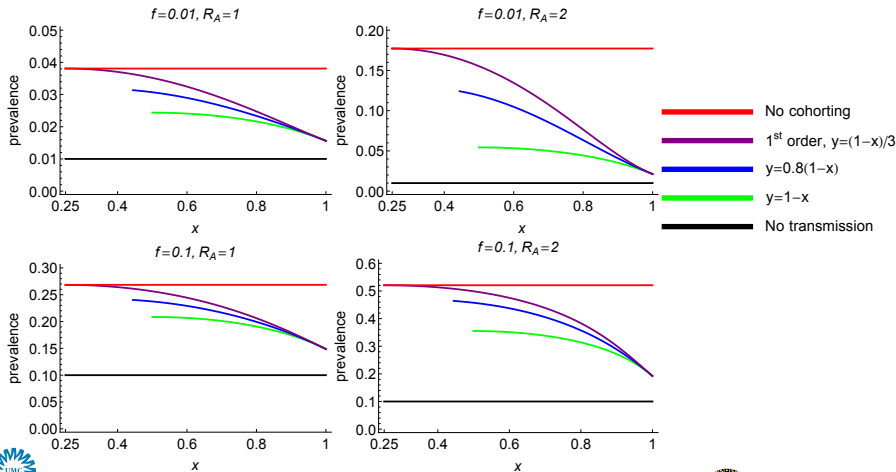 f=0.01, R_A=1
0.05
0.04
0.03
0.02
0.01
0.00
prevalence
0.25 0.4 0.6 0.8 1
x
f=0.01, R_A=2
0.20
0.15
0.10
0.05
0.00
prevalence
0.25 0.4 0.6 0.8 1
x
No cohorting
1st order, y=(1-x)/3
y=0.8(1-x)
y=1-x
No transmission
f=0.1, R_A=1
0.30
0.25
0.20
0.15
0.10
0.05
0.00
prevalence
0.25 0.4 0.6 0.8 1
x
f=0.1, R_A=2
0.6
0.5
0.4
0.3
0.2
0.1
0.0
prevalence
0.25 0.4 0.6 0.8 1
x
UMC